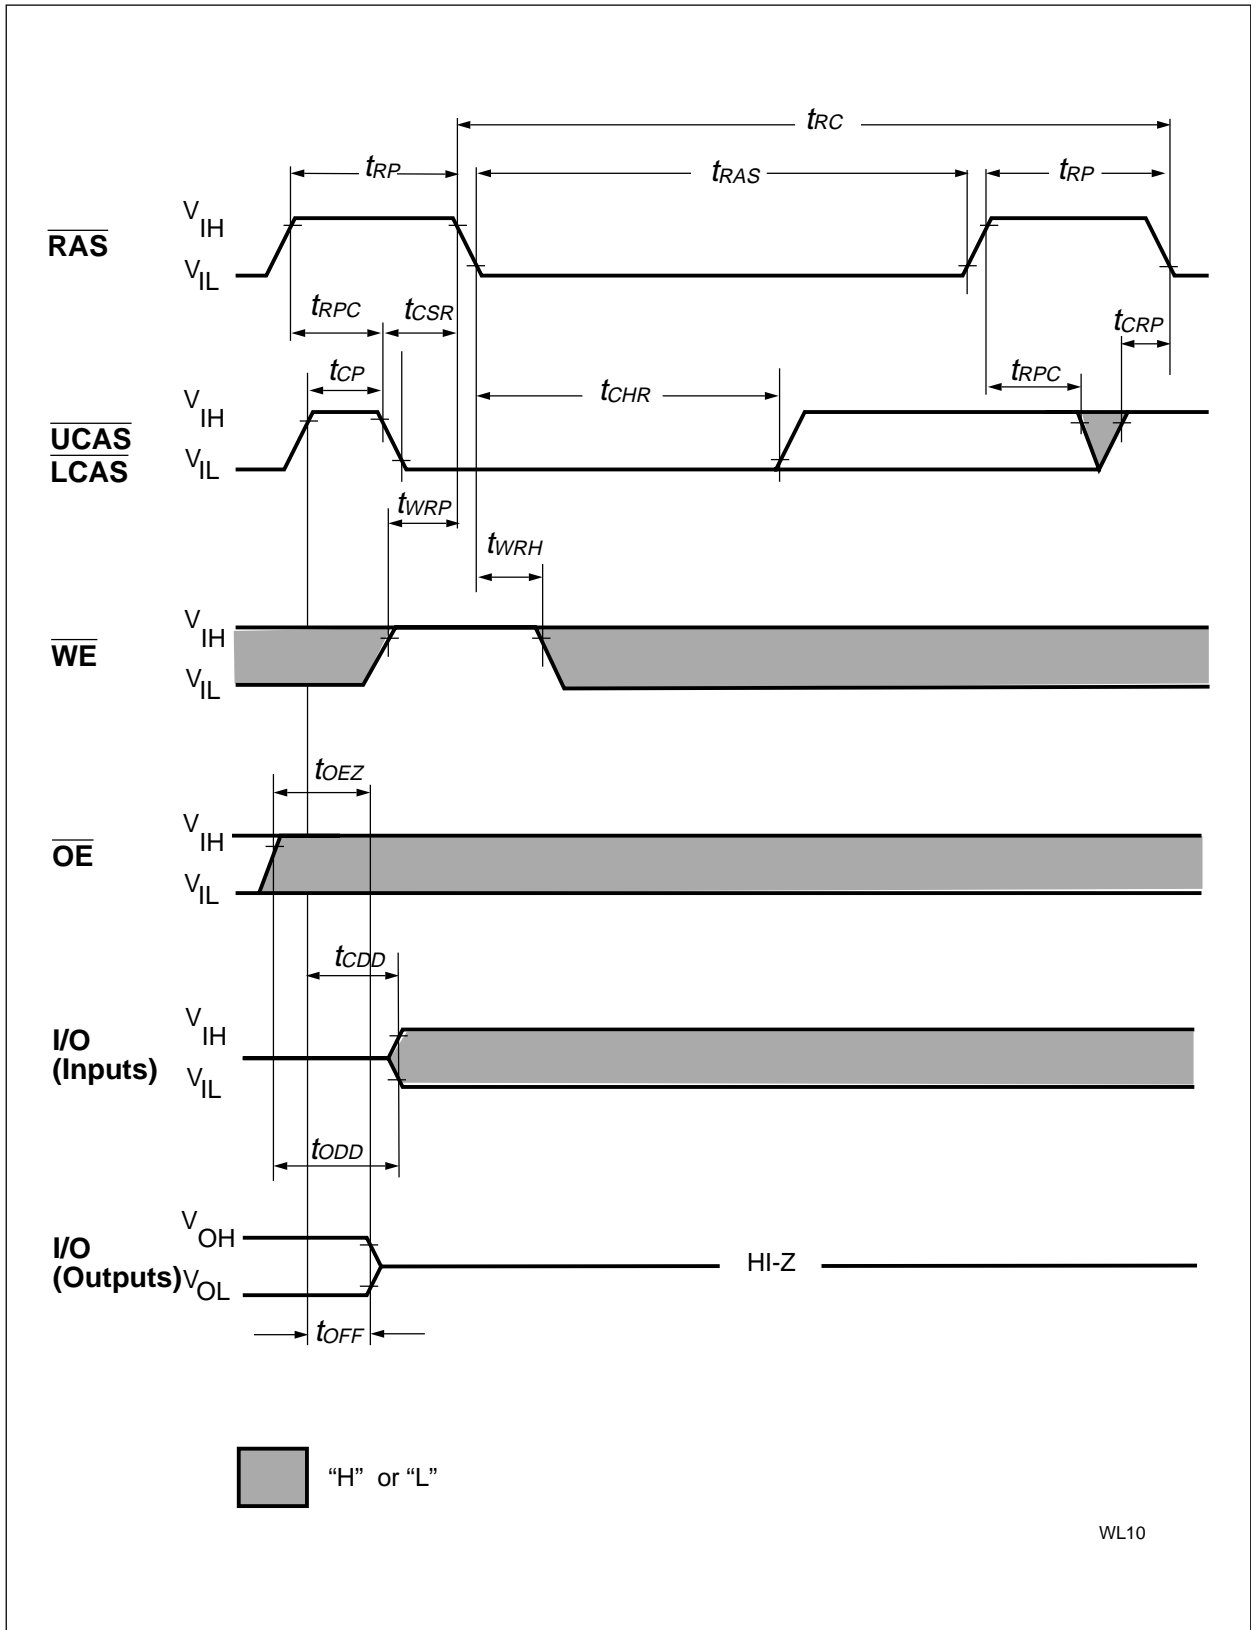 tRC
tRP
tRAS
tRP
RAS
VIH
VIL
tRPC
tCSR
tCRP
tCP
tCHR
tRPC
UCAS
LCAS
VIH
VIL
tWRP
tWRH
WE
VIH
VIL
tOEZ
OE
VIH
VIL
tCDD
I/O
(Inputs)
VIH
VIL
tODD
I/O
(Outputs)
VOH
VOL
HI-Z
tOFF
“H” or “L”
WL10